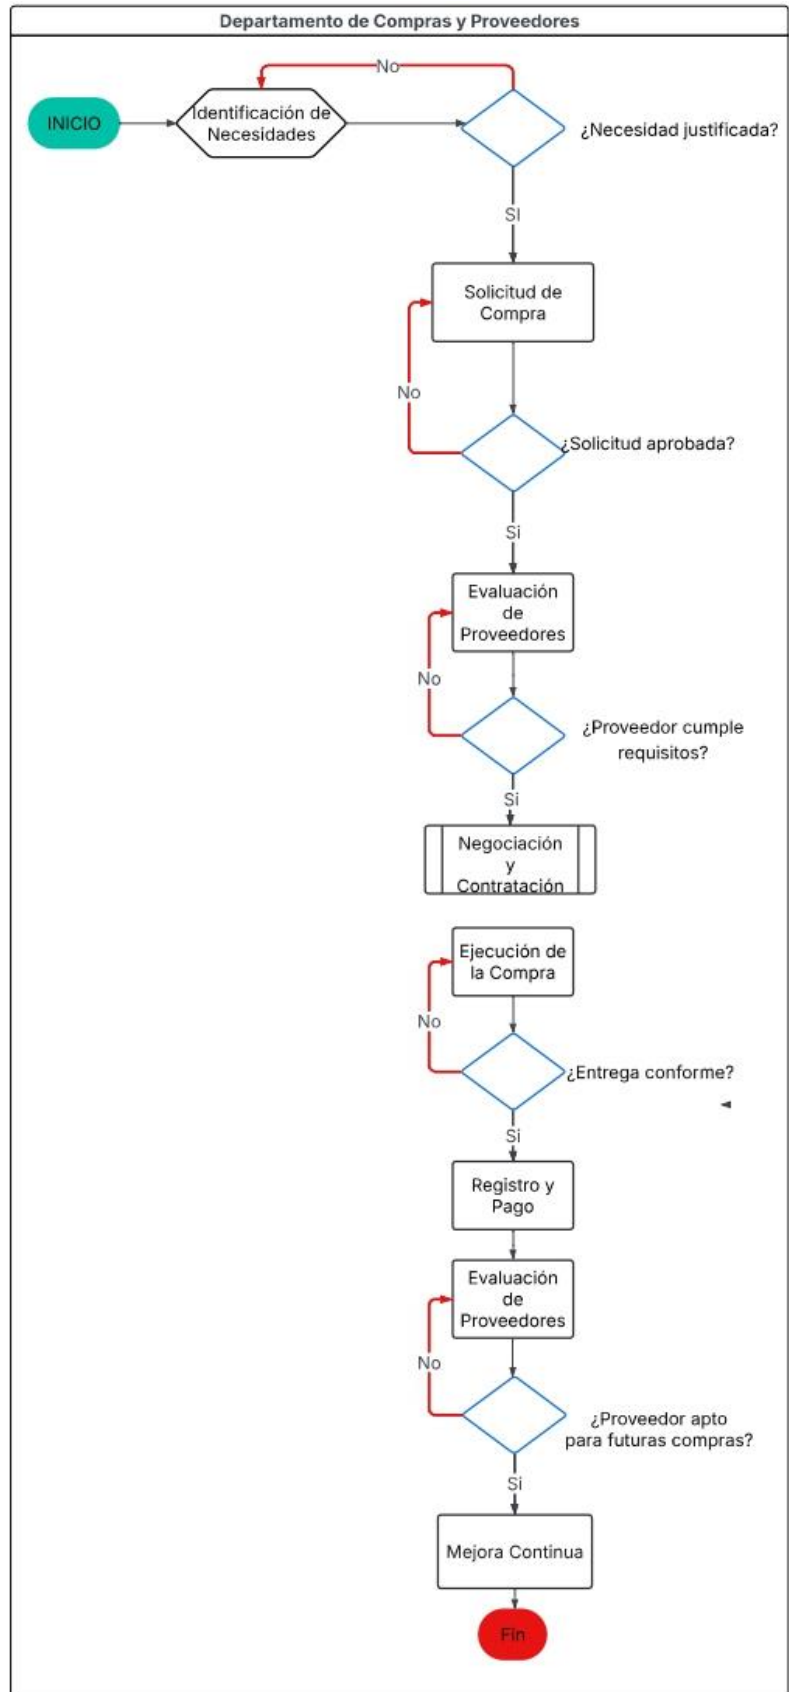 Departamento de Compras y Proveedores
No
INICIO
Identificación de
Necesidades
¿Necesidad justificada?
SI
Solicitud de
Compra
No
¿Solicitud aprobada?
Si
Evaluación
de
Proveedores
No
¿Proveedor cumple
requisitos?
Si
Negociación
y
Contratación
Ejecución de
la Compra
No
¿Entrega conforme?
Si
Registro y
Pago
Evaluación
de
Proveedores
No
¿Proveedor apto
para futuras compras?
Si
Mejora Continua
Fin